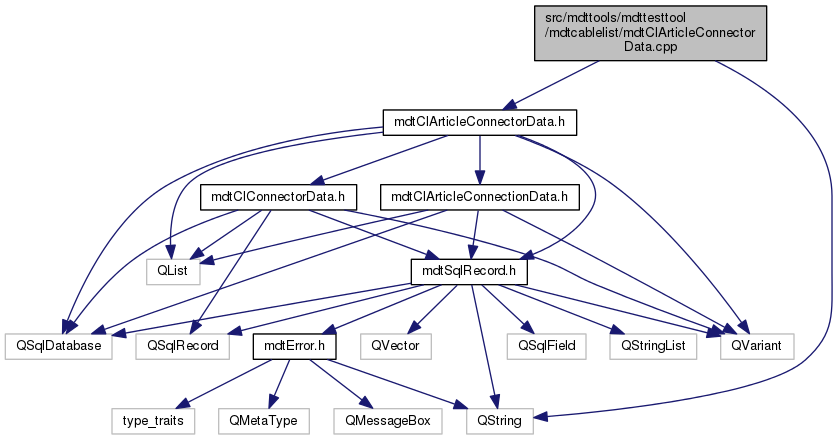 src/mdttools/mdttesttool
/mdtcablelist/mdtClArticleConnector
Data.cpp
mdtClArticleConnectorData.h
mdtClConnectorData.h
mdtClArticleConnectionData.h
QList
mdtSqlRecord.h
QSqlDatabase
QSqlRecord
mdtError.h
QVector
QSqlField
QStringList
QVariant
type_traits
QMetaType
QMessageBox
QString